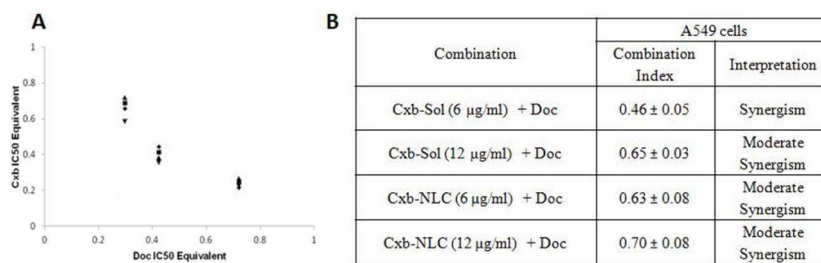 A
1
0.8
0.6
0.4
0.2
0
Cxb IC50 Equivalent
0 0.2 0.4 0.6 0.8 1
Doc IC50 Equivalent
B
Combination
A549 cells
Combination
Index
Interpretation
Cxb-Sol (6 µg/ml) + Doc 0.46 ± 0.05 Synergism
Cxb-Sol (12 µg/ml) + Doc 0.65 ± 0.03 Moderate
Synergism
Cxb-NLC (6 µg/ml) + Doc 0.63 ± 0.08 Moderate
Synergism
Cxb-NLC (12 µg/ml) + Doc 0.70 ± 0.08 Moderate
Synergism